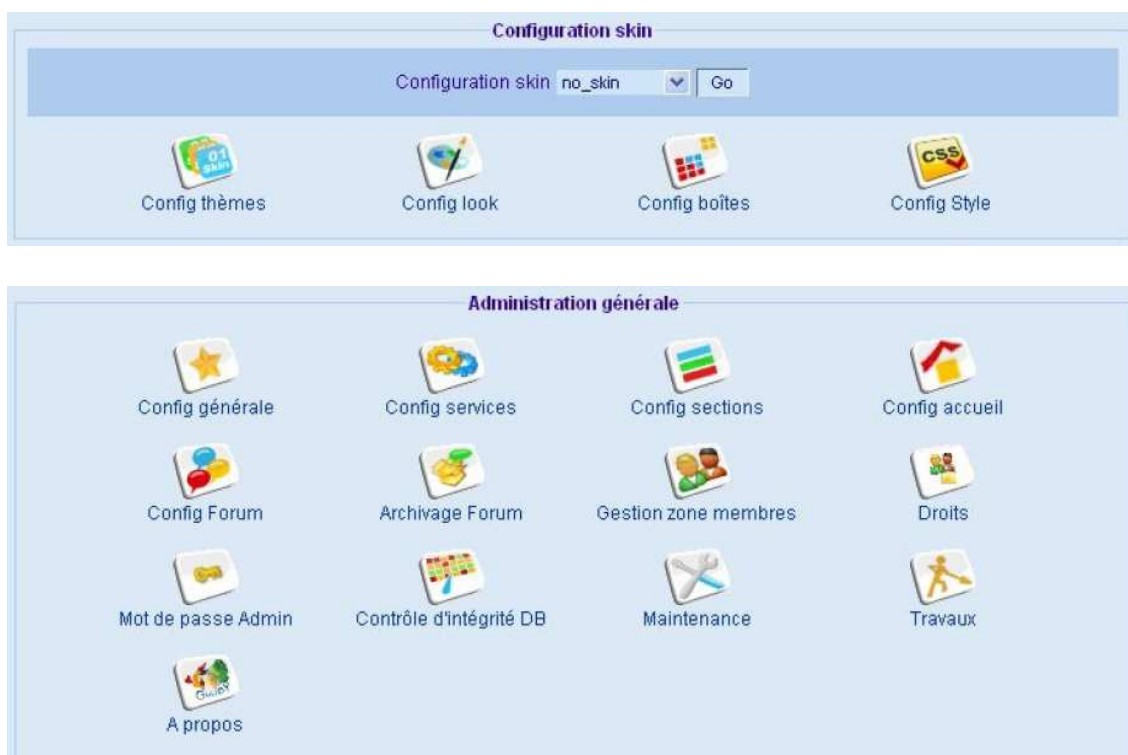 Configuration skin
Configuration skin no_skin Go
01
Skin
CSS
Config thèmes Config look Config boîtes Config Style
Administration générale
Config générale Config services Config sections Config accueil
Config Forum Archivage Forum Gestion zone membres Droits
Mot de passe Admin Contrôle d'intégrité DB Maintenance Travaux
A propos